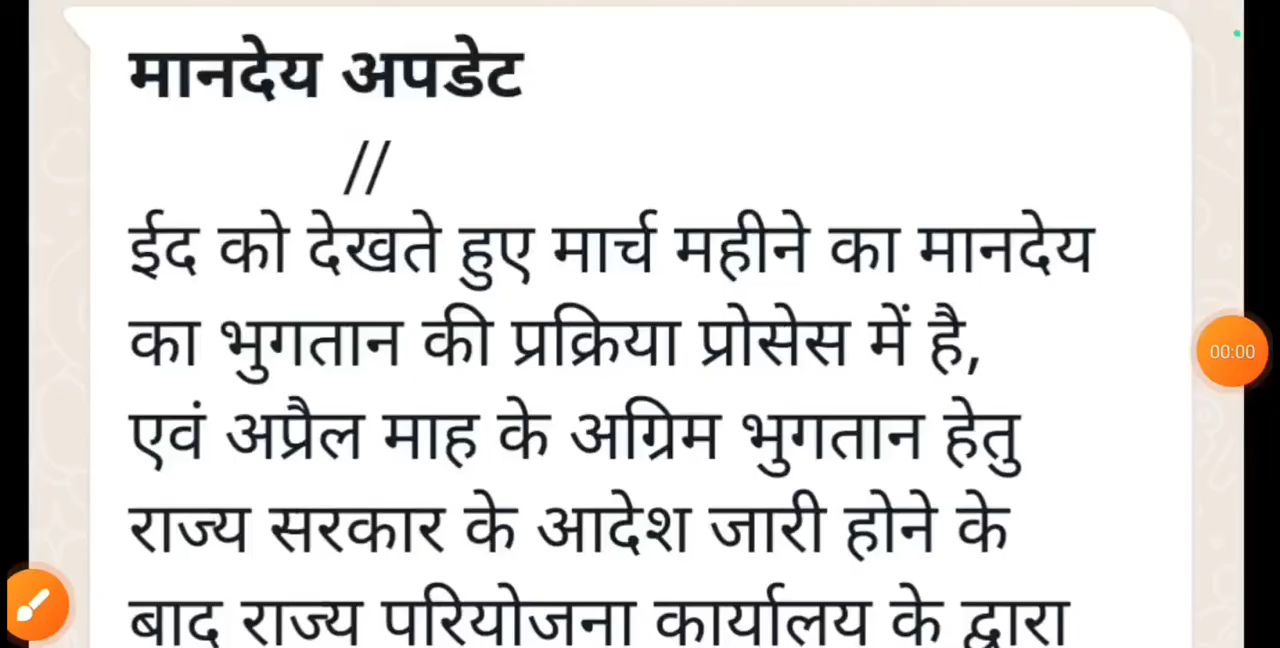 मानदेय अपडेट
//
ईद को देखते हुए मार्च महीने का मानदेय
का भुगतान की प्रक्रिया प्रोसेस में है,
एवं अप्रैल माह के अग्रिम भुगतान हेतु
राज्य सरकार के आदेश जारी होने के
बाद राज्य परियोजना कार्यालय के द्वारा
00:00